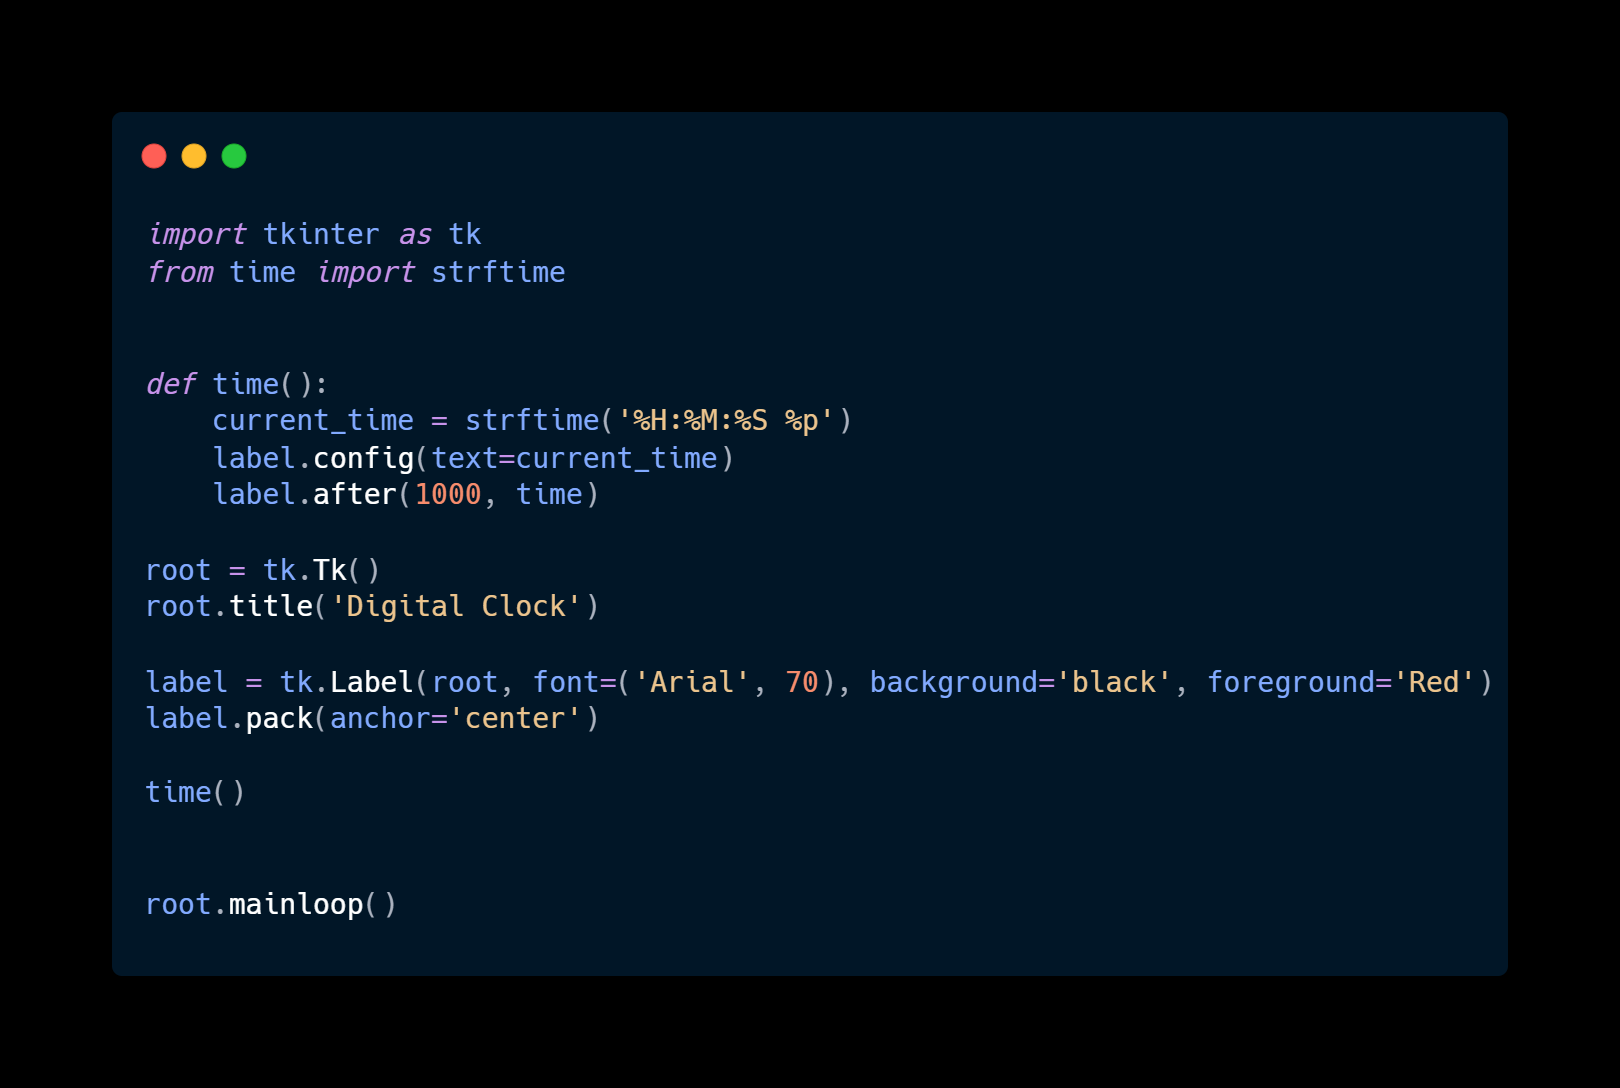 import tkinter as tk
from time import strftime
def time():
    current_time = strftime('%H:%M:%S %p')
    label.config(text=current_time)
    label.after(1000, time)
root = tk.Tk()
root.title('Digital Clock')
label = tk.Label(root, font=('Arial', 70), background='black', foreground='Red')
label.pack(anchor='center')
time()
root.mainloop()